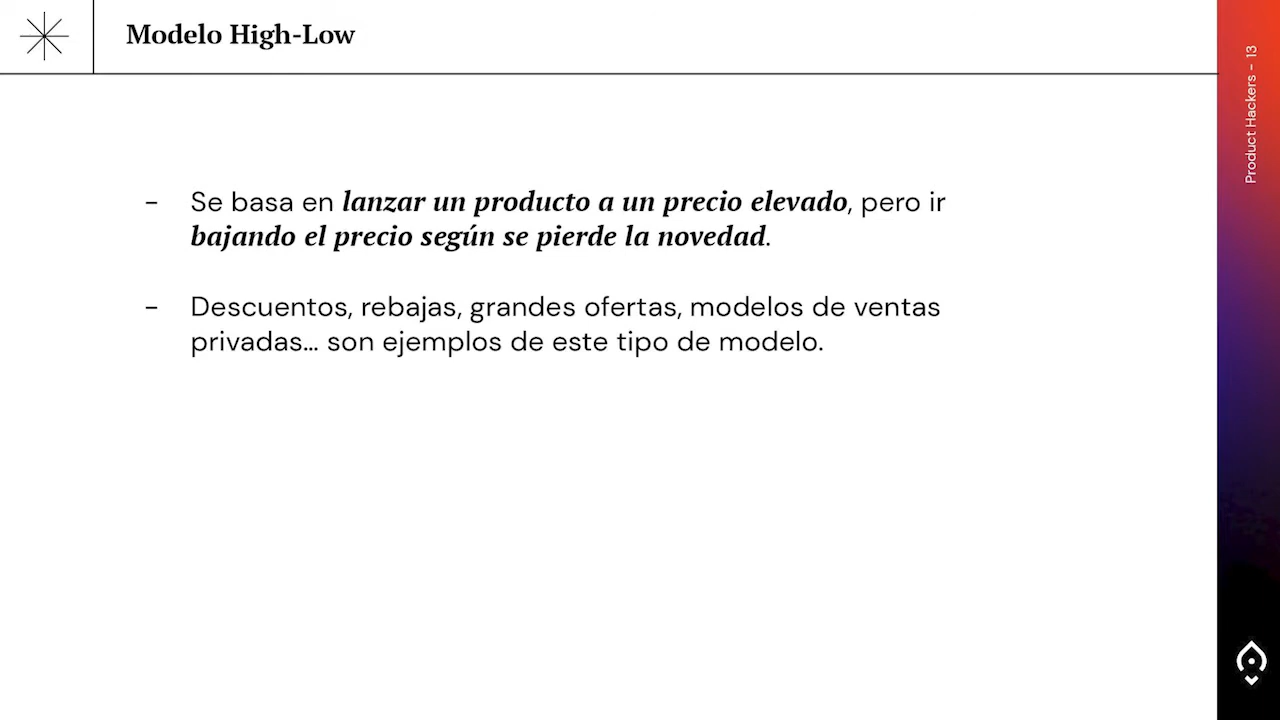 Modelo High-Low
Product Hackers - 13
- Se basa en lanzar un producto a un precio elevado, pero ir
bajando el precio según se pierde la novedad.
- Descuentos, rebajas, grandes ofertas, modelos de ventas
privadas... son ejemplos de este tipo de modelo.